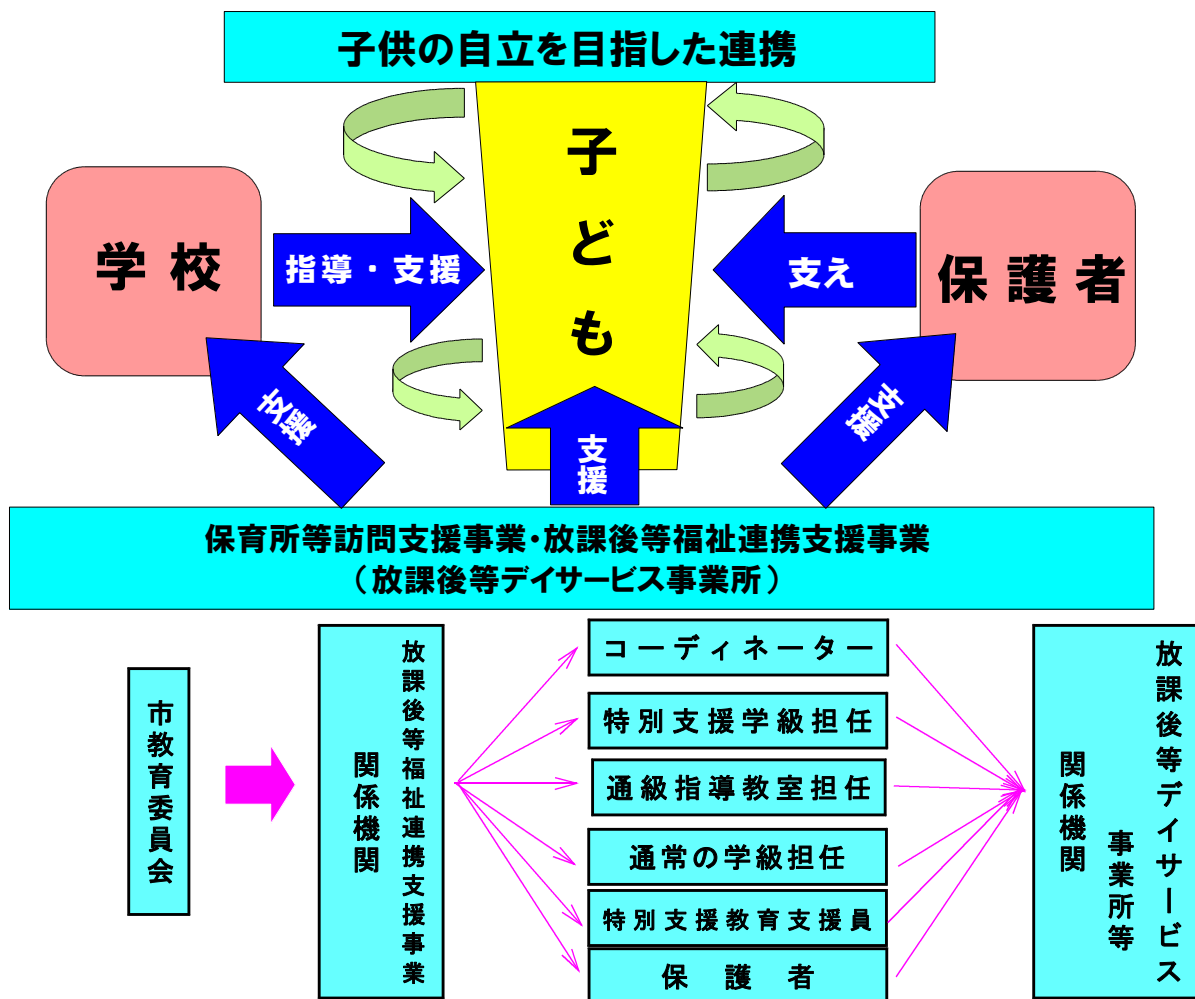 子供の自立を目指した連携
子ども
学校
指導・支援
支え
保護者
支援
支援
支援
保育所等訪問支援事業・放課後等福祉連携支援事業
（放課後等デイサービス事業所）
市教育委員会
放課後等福祉連携支援事業
関係機関
コーディネーター
特別支援学級担任
通級指導教室担任
通常の学級担任
特別支援教育支援員
保護者
放課後等デイサービス
事業所等
関係機関